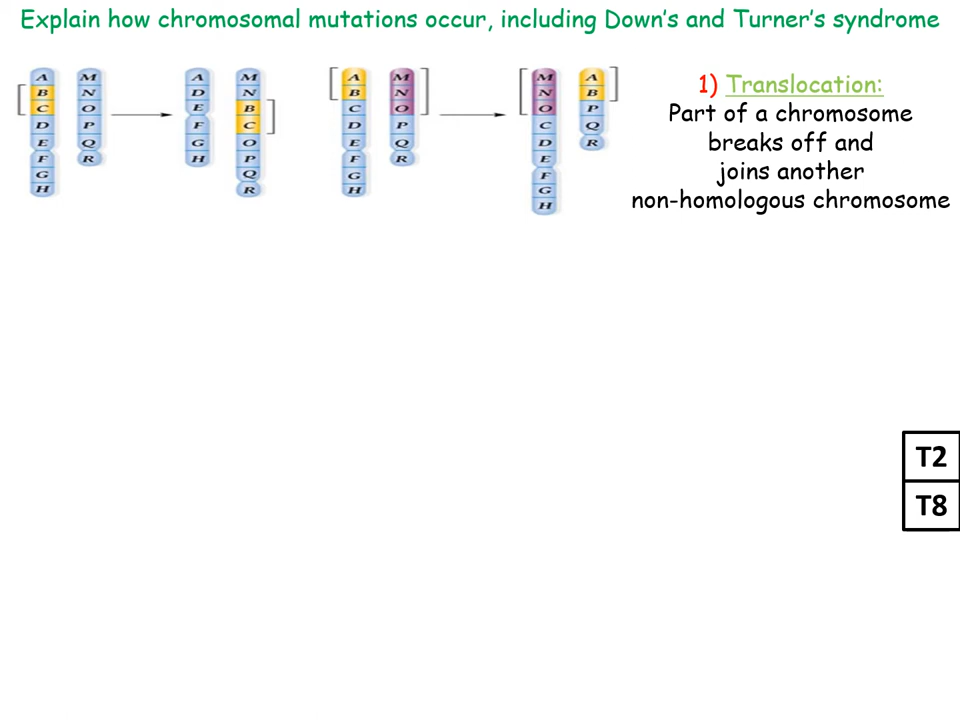 Explain how chromosomal mutations occur, including Down's and Turner's syndrome
A
B
C
D
E
F
G
H
M
N
O
P
Q
R
A
D
E
F
G
H
M
N
B
C
O
P
Q
R
A
B
C
D
E
F
G
H
M
N
O
P
Q
R
M
N
O
C
D
E
F
G
H
A
B
P
Q
R
1) Translocation:
Part of a chromosome
breaks off and
joins another
non-homologous chromosome
T2
T8